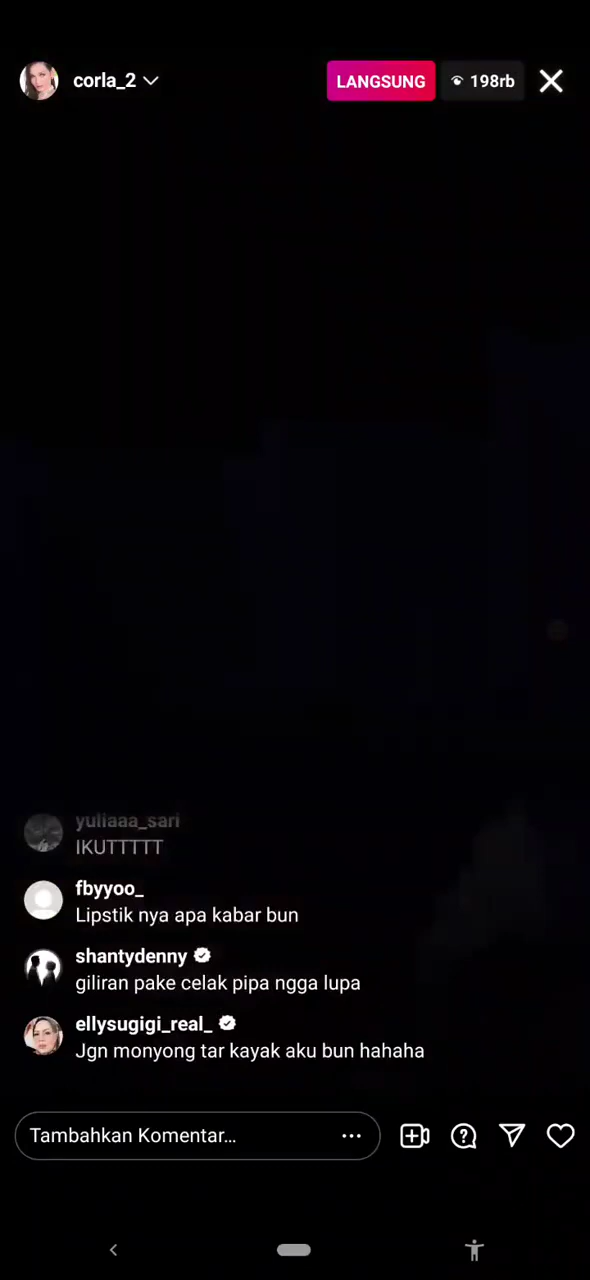 corla_2
LANGSUNG
198rb
yuliaaa_sari
IKUTTTTT
fbyyoo_
Lipstik nya apa kabar bun
shantydenny
giliran pake celak pipa ngga lupa
ellysugigi_real_
Jgn monyong tar kayak aku bun hahaha
Tambahkan Komentar...